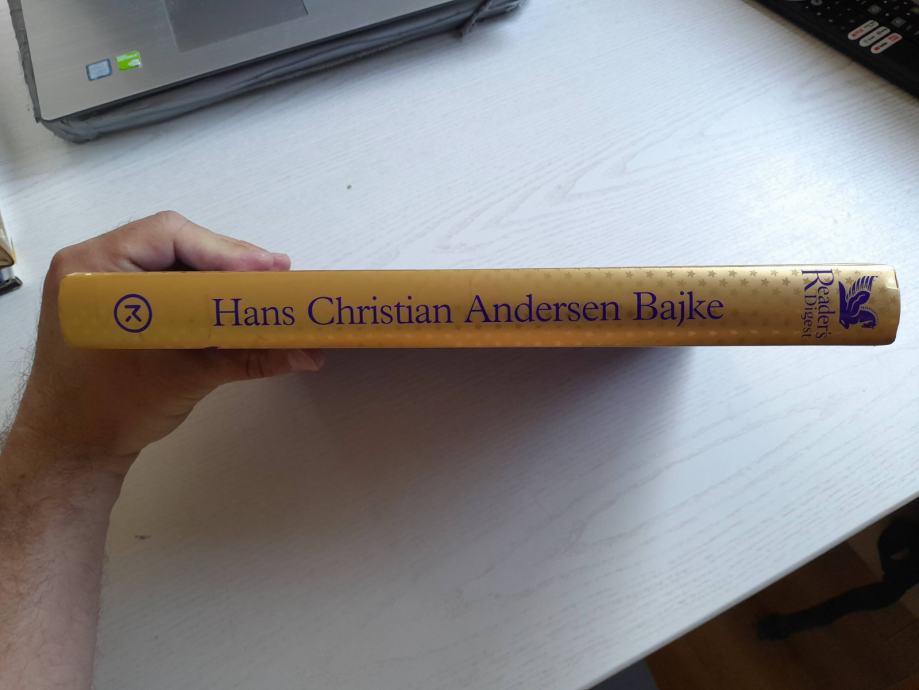 Hans Christian Andersen Bajke
Reader's
Digest